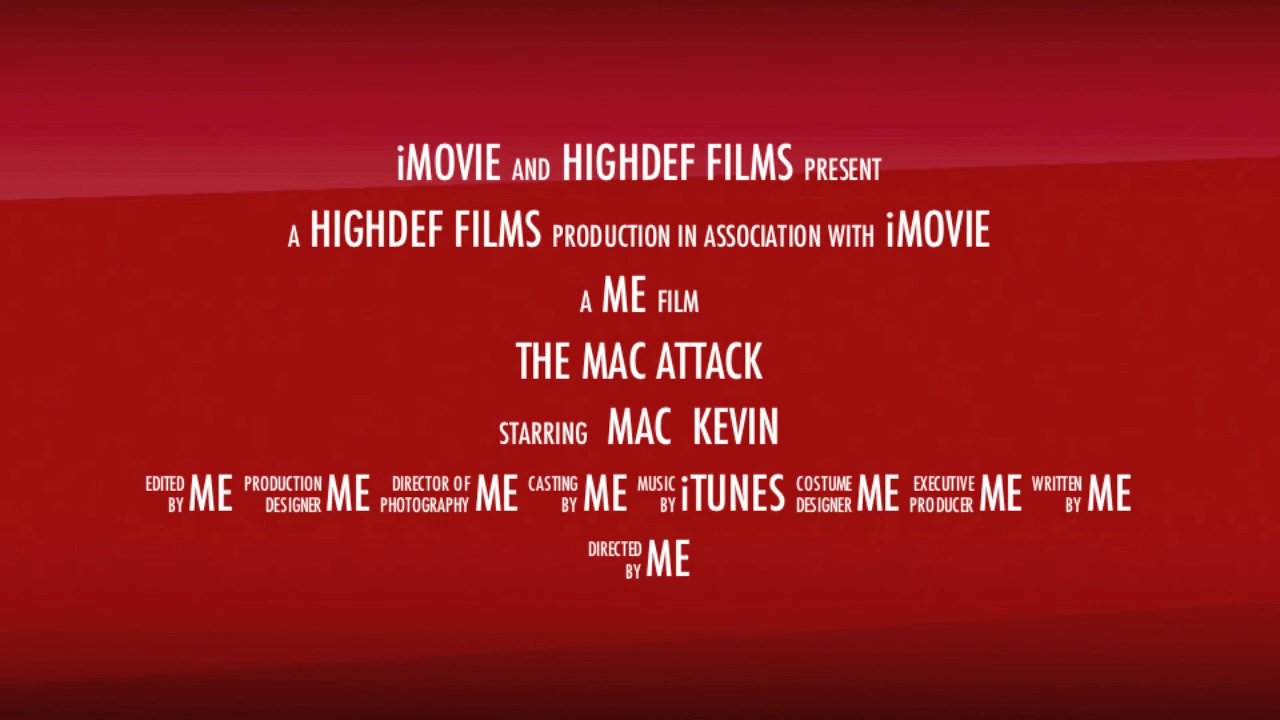 iMOVIE AND HIGHDEF FILMS PRESENT
A HIGHDEF FILMS PRODUCTION IN ASSOCIATION WITH iMOVIE
A ME FILM
THE MAC ATTACK
STARRING MAC KEVIN
EDITED BY ME PRODUCTION DESIGNER ME DIRECTOR OF PHOTOGRAPHY ME CASTING BY ME MUSIC BY iTUNES COSTUME DESIGNER ME EXECUTIVE PRODUCER ME WRITTEN BY ME
DIRECTED BY ME